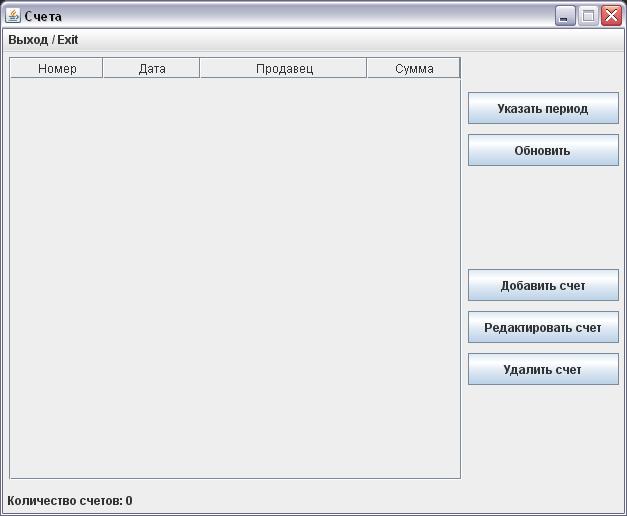 Счета
Выход / Exit
Номер Дата Продавец Сумма
Указать период
Обновить
Добавить счет
Редактировать счет
Удалить счет
Количество счетов: 0